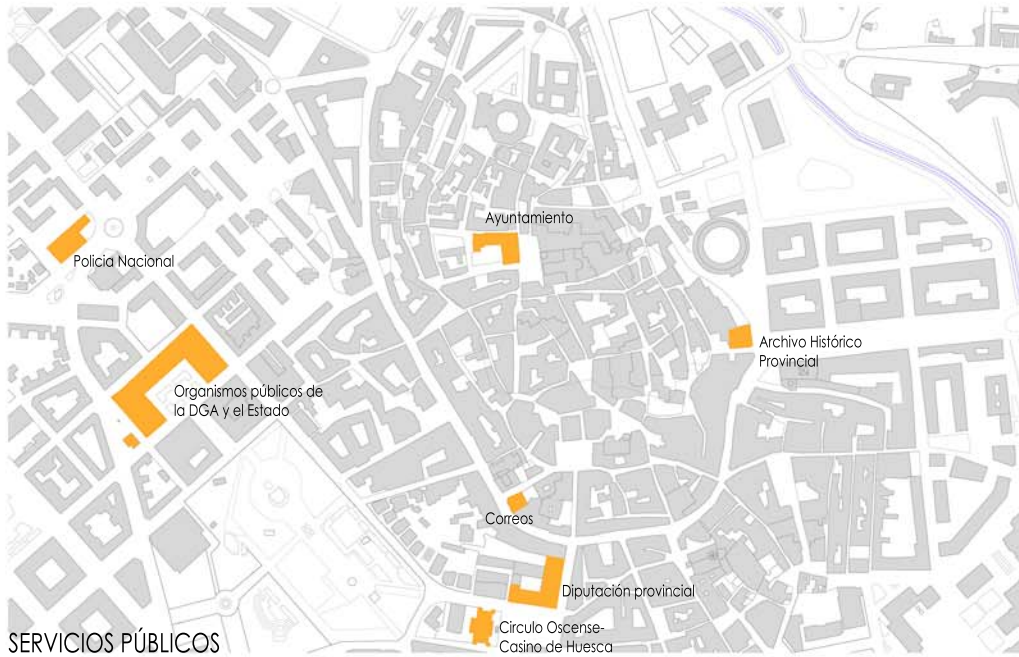 Ayuntamiento
Policia Nacional
Archivo Histórico
Provincial
Organismos públicos de
la DGA y el Estado
Correos
Diputación provincial
Circulo Oscense-
Casino de Huesca
SERVICIOS PÚBLICOS